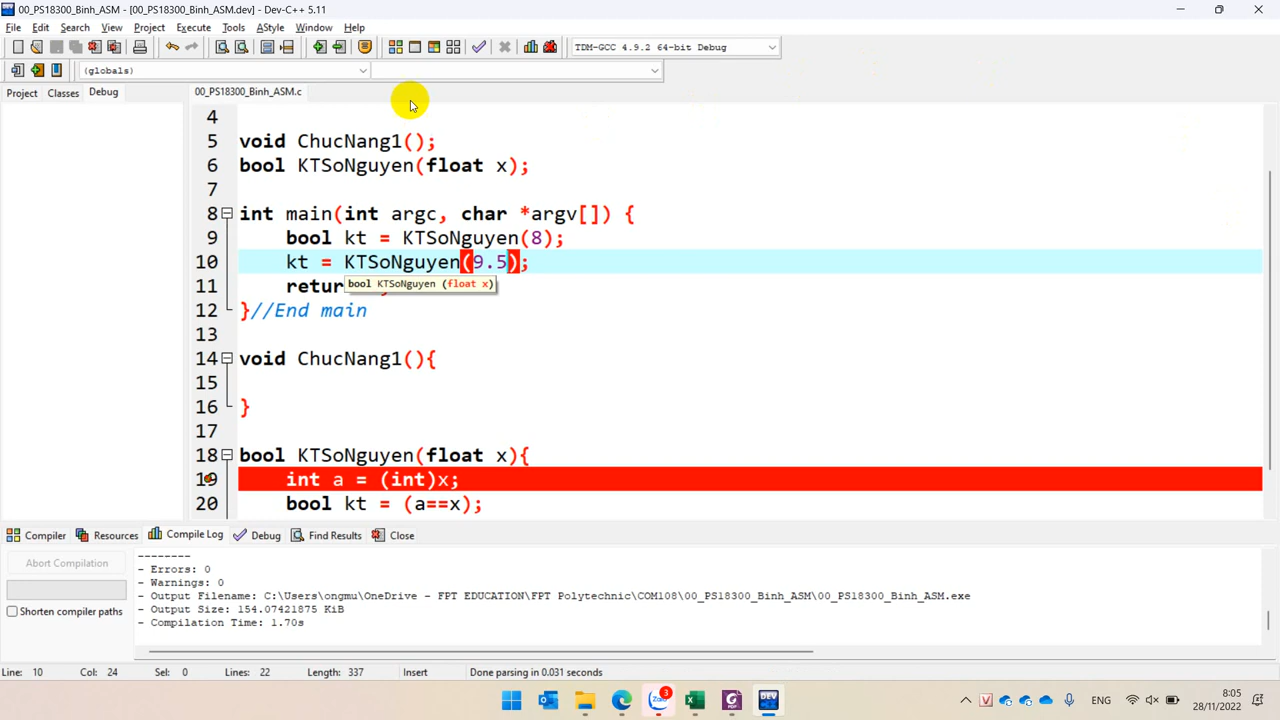 00_PS18300_Binh_ASM - [00_PS18300_Binh_ASM.dev] - Dev-C++ 5.11
File Edit Search View Project Execute Tools AStyle Window Help
TDM-GCC 4.9.2 64-bit Debug
(globals)
Project Classes Debug 00_PS18300_Binh_ASM.c
4
5 void ChucNang1();
6 bool KTSoNguyen(float x);
7
8 int main(int argc, char *argv[]) {
9 bool kt = KTSoNguyen(8);
10 kt = KTSoNguyen(9.5);
11 retur
bool KTSoNguyen (float x)
12 }//End main
13
14 void ChucNang1(){
15
16 }
17
18 bool KTSoNguyen(float x){
19 int a = (int)x;
20 bool kt = (a==x);
Compiler Resources Compile Log Debug Find Results Close
Abort Compilation
Shorten compiler paths
--------
- Errors: 0
- Warnings: 0
- Output Filename: C:\Users\ongmu\OneDrive - FPT EDUCATION\FPT Polytechnic\COM108\00_PS18300_Binh_ASM\00_PS18300_Binh_ASM.exe
- Output Size: 154.07421875 KiB
- Compilation Time: 1.70s
Line: 10 Col: 24 Sel: 0 Lines: 22 Length: 337 Insert Done parsing in 0.031 seconds
3
DEV
ENG
8:05
28/11/2022